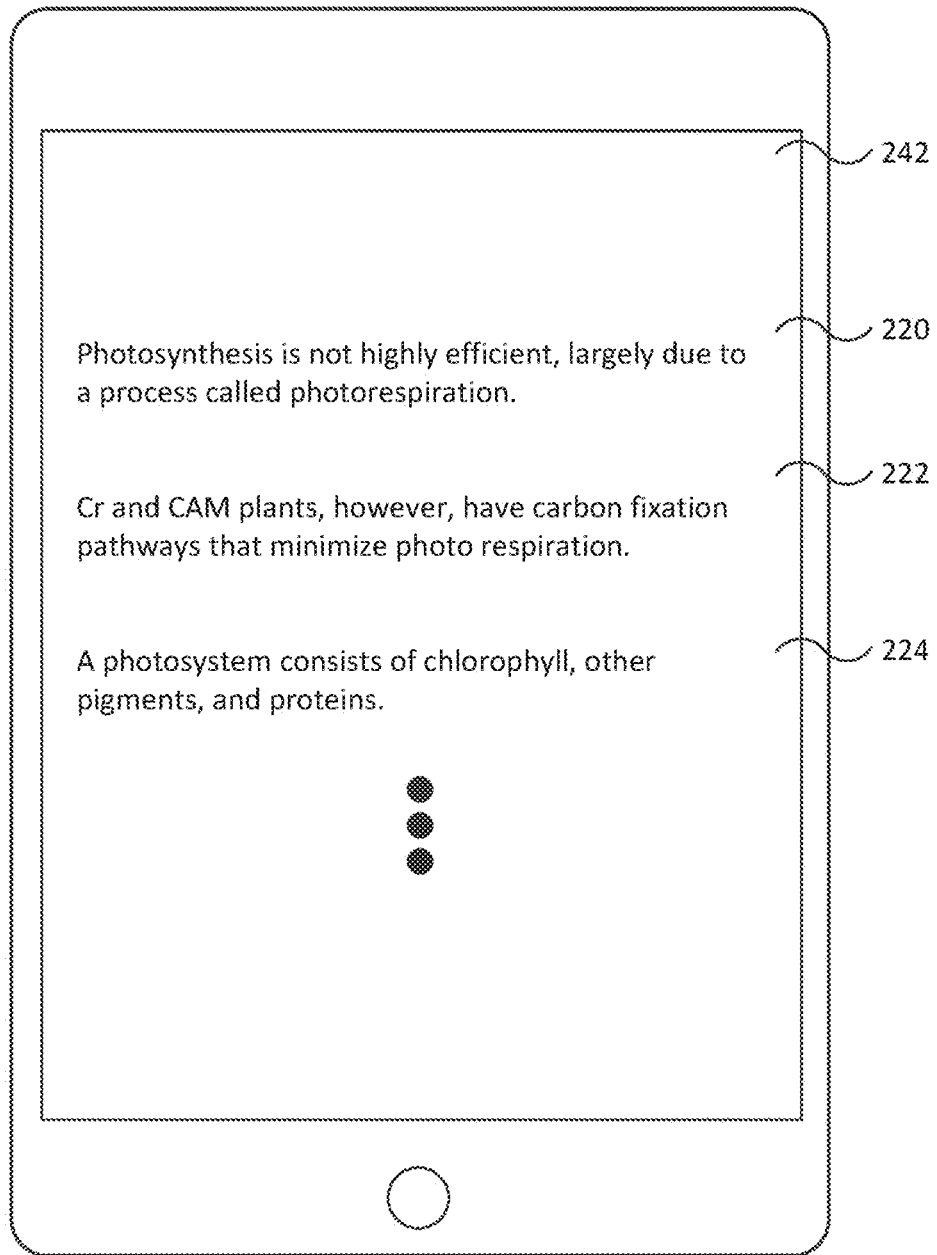 242
220
Photosynthesis is not highly efficient, largely due to
a process called photorespiration.
222
Cr and CAM plants, however, have carbon fixation
pathways that minimize photo respiration.
224
A photosystem consists of chlorophyll, other
pigments, and proteins.